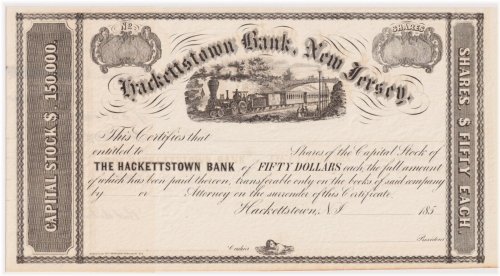 No
SHARES
Hackettstown Bank, New Jersey.
CAPITAL STOCK $ 150,000.
SHARES $ FIFTY EACH.
This Certifies that
entitled to Shares of the Capital Stock of
THE HACKETTSTOWN BANK of FIFTY DOLLARS each, the full amount
of which has been paid thereon, transferable only on the books of said company
by or Attorney on the surrender of this Certificate.
Hackettstown, N.J 185
Cashier
President